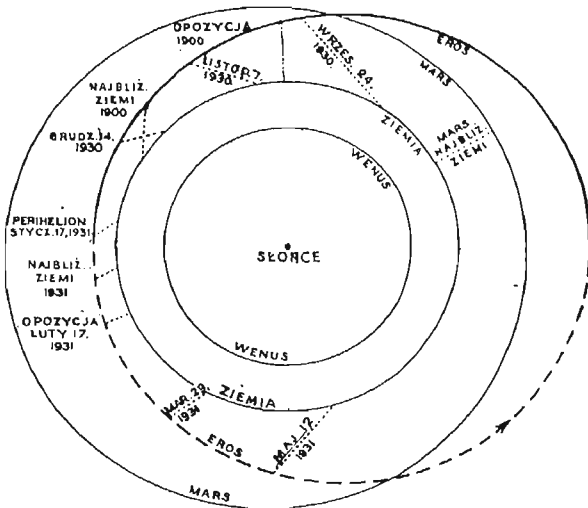 OPOZYCJA
1900
WRZES. 24.
1930
EROS
MARS
LISTOP. 7.
1930
NAJBLIŻ.
ZIEMI
1900
ZIEMIA
MARS
NAJBLIŻ.
ZIEMI
GRUDZ. 14.
1930
WENUS
PERIHELION
STYCZ. 17, 1931
SŁOŃCE
NAJBLIŻ.
ZIEMI
1931
OPOZYCJA
LUTY 17.
1931
WENUS
ZIEMIA
MAR. 29.
1931
MAJ 17
1931
EROS
MARS